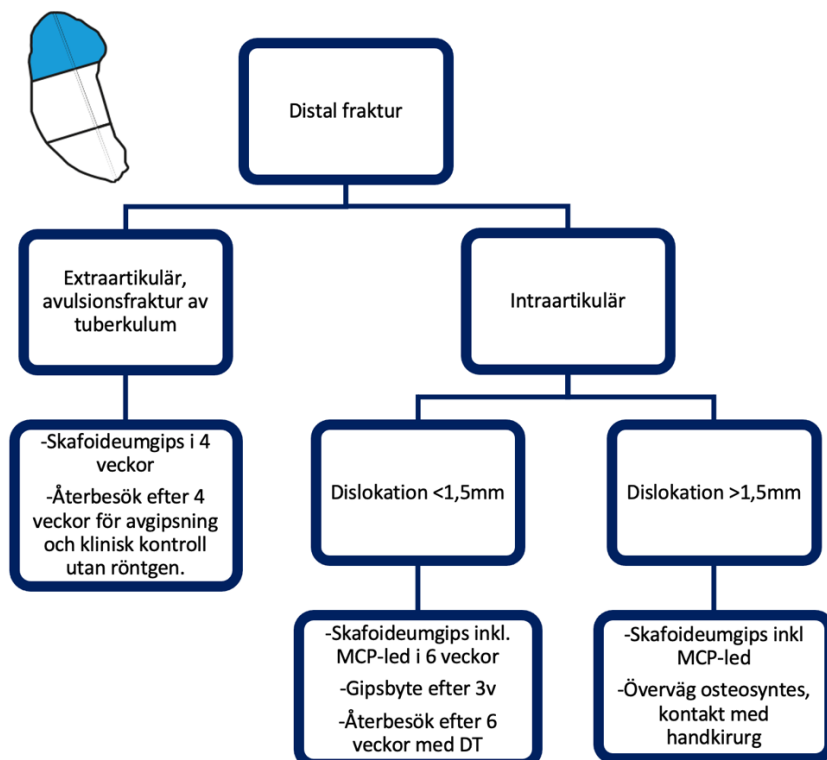 Distal fraktur
Extraartikulär,
avulsionsfraktur av
tuberkulum
Intraartikulär
-Skafoideumgips i 4
veckor
-Återbesök efter 4
veckor för avgipsning
och klinisk kontroll
utan röntgen.
Dislokation <1,5mm
Dislokation >1,5mm
-Skafoideumgips inkl.
MCP-led i 6 veckor
-Gipsbyte efter 3v
-Återbesök efter 6
veckor med DT
-Skafoideumgips inkl
MCP-led
-Överväg osteosyntes,
kontakt med
handkirurg